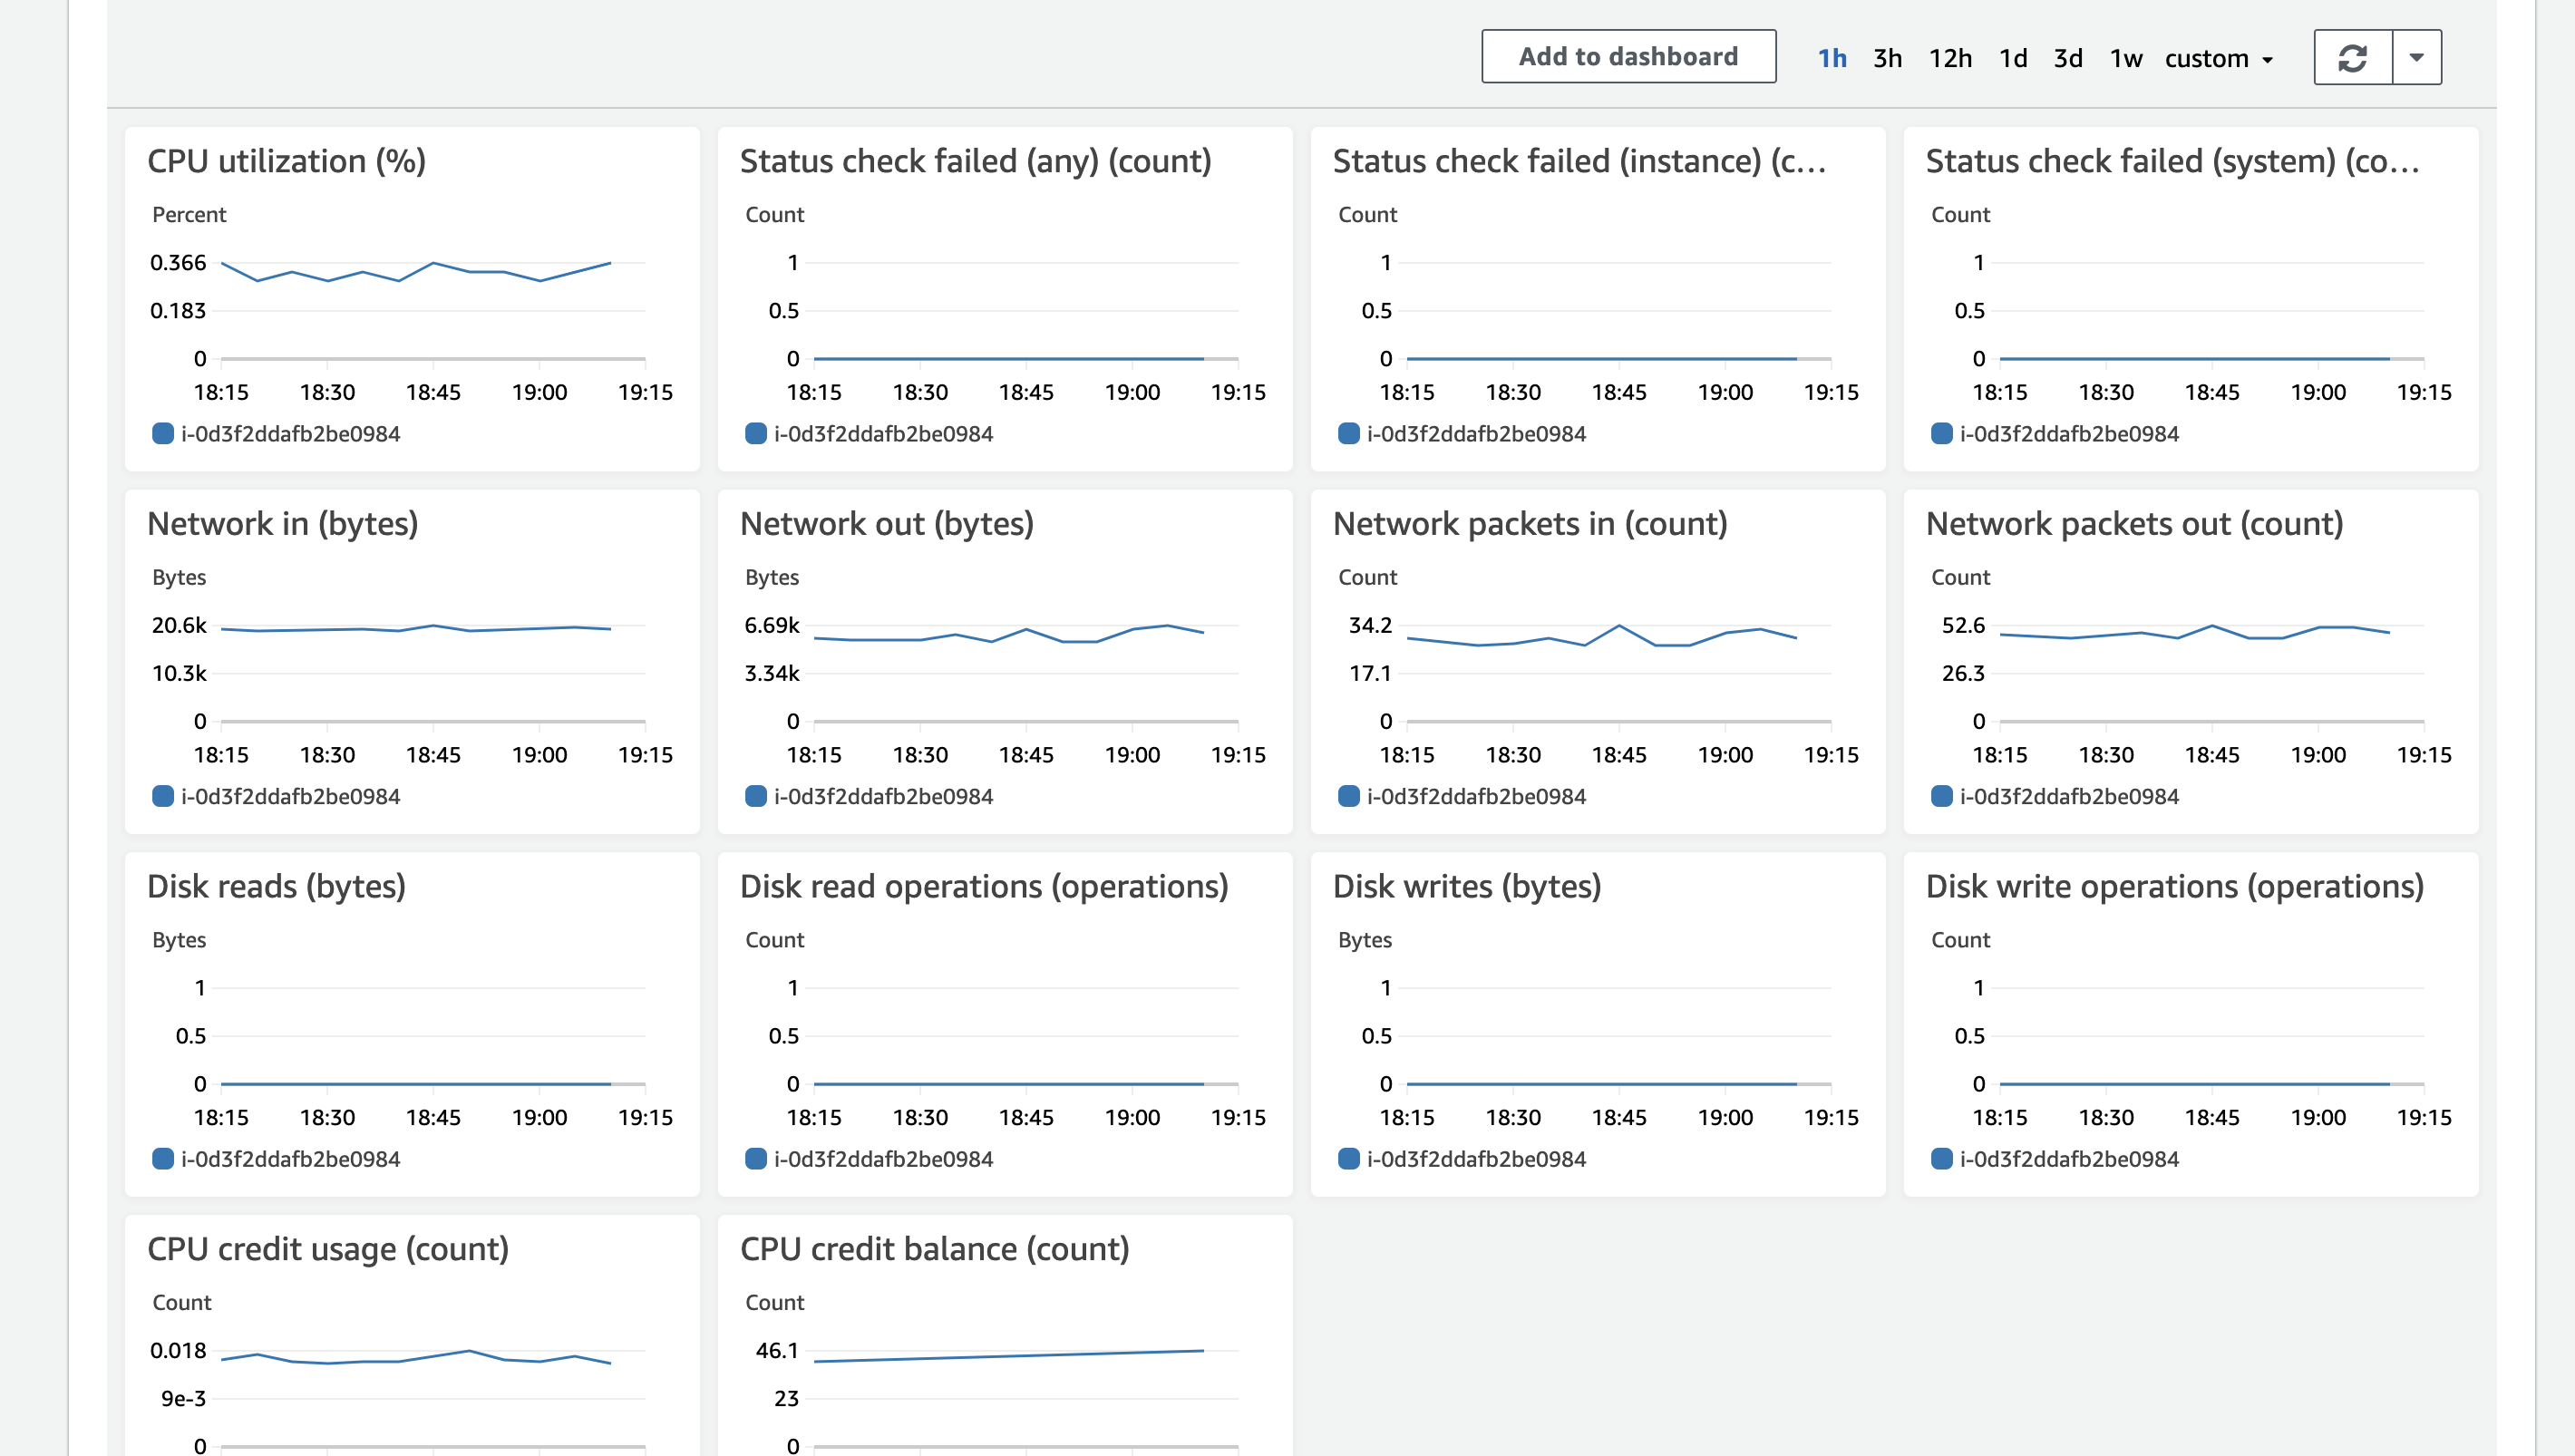 Add to dashboard 1h 3h 12h 1d 3d 1w custom
CPU utilization (%)
Percent
0.366
0.183
0
18:15 18:30 18:45 19:00 19:15
i-0d3f2ddafb2be0984
Status check failed (any) (count)
Count
1
0.5
0
18:15 18:30 18:45 19:00 19:15
i-0d3f2ddafb2be0984
Status check failed (instance) (c...
Count
1
0.5
0
18:15 18:30 18:45 19:00 19:15
i-0d3f2ddafb2be0984
Status check failed (system) (co...
Count
1
0.5
0
18:15 18:30 18:45 19:00 19:15
i-0d3f2ddafb2be0984
Network in (bytes)
Bytes
20.6k
10.3k
0
18:15 18:30 18:45 19:00 19:15
i-0d3f2ddafb2be0984
Network out (bytes)
Bytes
6.69k
3.34k
0
18:15 18:30 18:45 19:00 19:15
i-0d3f2ddafb2be0984
Network packets in (count)
Count
34.2
17.1
0
18:15 18:30 18:45 19:00 19:15
i-0d3f2ddafb2be0984
Network packets out (count)
Count
52.6
26.3
0
18:15 18:30 18:45 19:00 19:15
i-0d3f2ddafb2be0984
Disk reads (bytes)
Bytes
1
0.5
0
18:15 18:30 18:45 19:00 19:15
i-0d3f2ddafb2be0984
Disk read operations (operations)
Count
1
0.5
0
18:15 18:30 18:45 19:00 19:15
i-0d3f2ddafb2be0984
Disk writes (bytes)
Bytes
1
0.5
0
18:15 18:30 18:45 19:00 19:15
i-0d3f2ddafb2be0984
Disk write operations (operations)
Count
1
0.5
0
18:15 18:30 18:45 19:00 19:15
i-0d3f2ddafb2be0984
CPU credit usage (count)
Count
0.018
9e-3
0
CPU credit balance (count)
Count
46.1
23
0